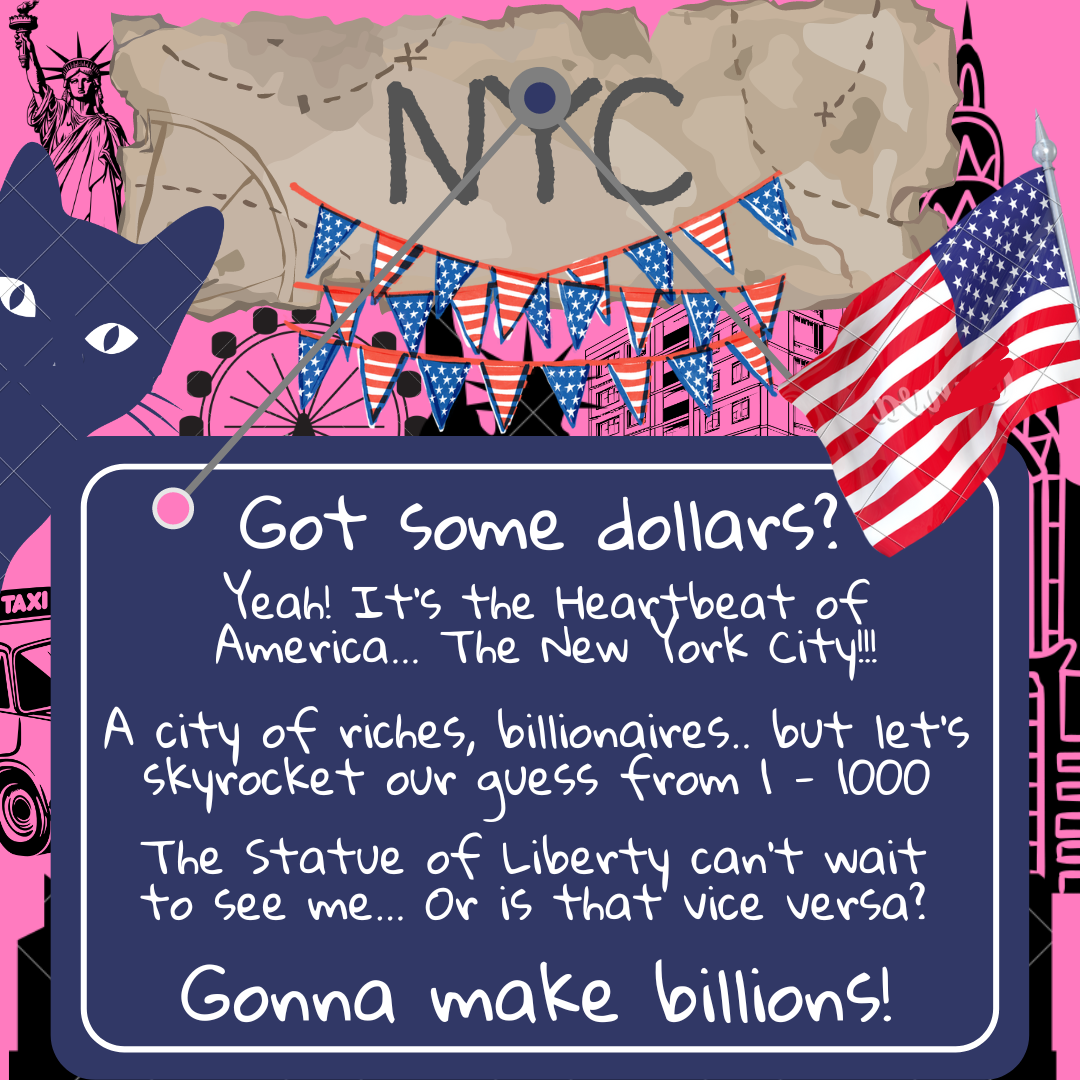 NYC
Got some dollars?
Yeah! It's the Heartbeat of
America... The New York City!!!
A city of riches, billionaires.. but let's
skyrocket our guess from 1 - 1000
The Statue of Liberty can't wait
to see me... Or is that vice versa?
Gonna make billions!
TAXI